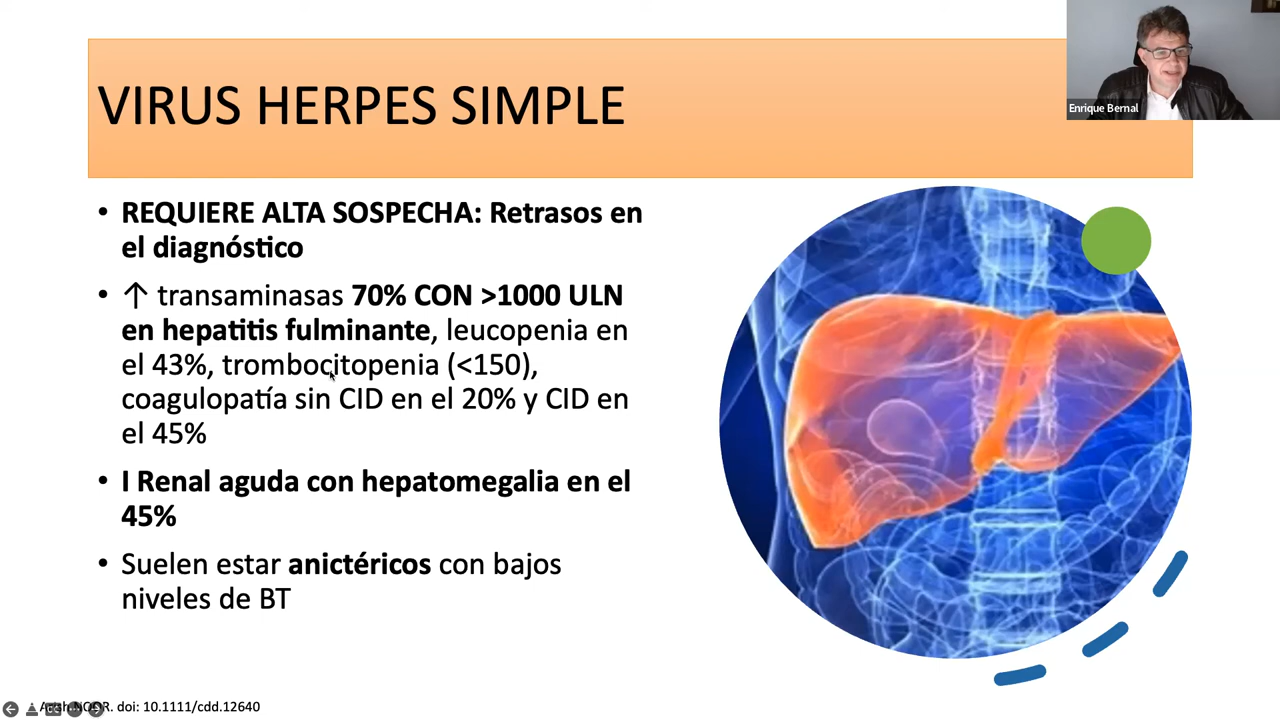 VIRUS HERPES SIMPLE
Enrique Bernal
• REQUIERE ALTA SOSPECHA: Retrasos en
el diagnóstico
• ↑ transaminasas 70% CON >1000 ULN
en hepatitis fulminante, leucopenia en
el 43%, trombocitopenia (<150),
coagulopatía sin CID en el 20% y CID en
el 45%
• I Renal aguda con hepatomegalia en el
45%
• Suelen estar anictéricos con bajos
niveles de BT
doi: 10.1111/cdd.12640